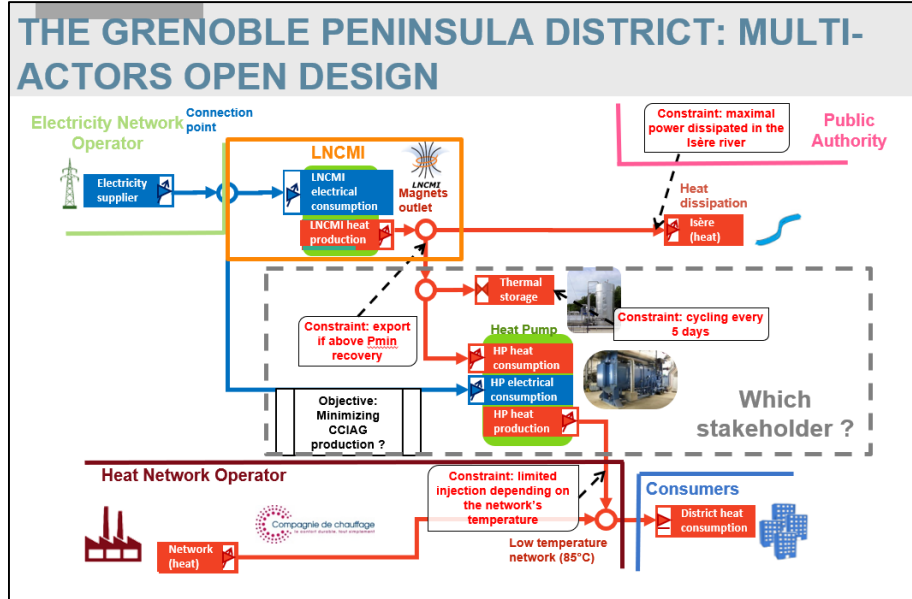 THE GRENOBLE PENINSULA DISTRICT: MULTI-
ACTORS OPEN DESIGN
Electricity Network
Operator
Connection
point
LNCMI
LNCMI
Magnets
outlet
Constraint: maximal
power dissipated in the
Isère river
Public
Authority
Electricity
supplier
LNCMI
electrical
consumption
LNCMI heat
production
Heat
dissipation
Isère
(heat)
Thermal
storage
Constraint: export
if above Pmin
recovery
Constraint: cycling every
5 days
Heat Pump
HP heat
consumption
HP electrical
consumption
HP heat
production
Objective:
Minimizing
CCIAG
production ?
Which
stakeholder ?
Heat Network Operator
Constraint: limited
injection depending on
the network's
temperature
Consumers
Compagnie de chauffage
District heat
consumption
Network
(heat)
Low temperature
network (85°C)